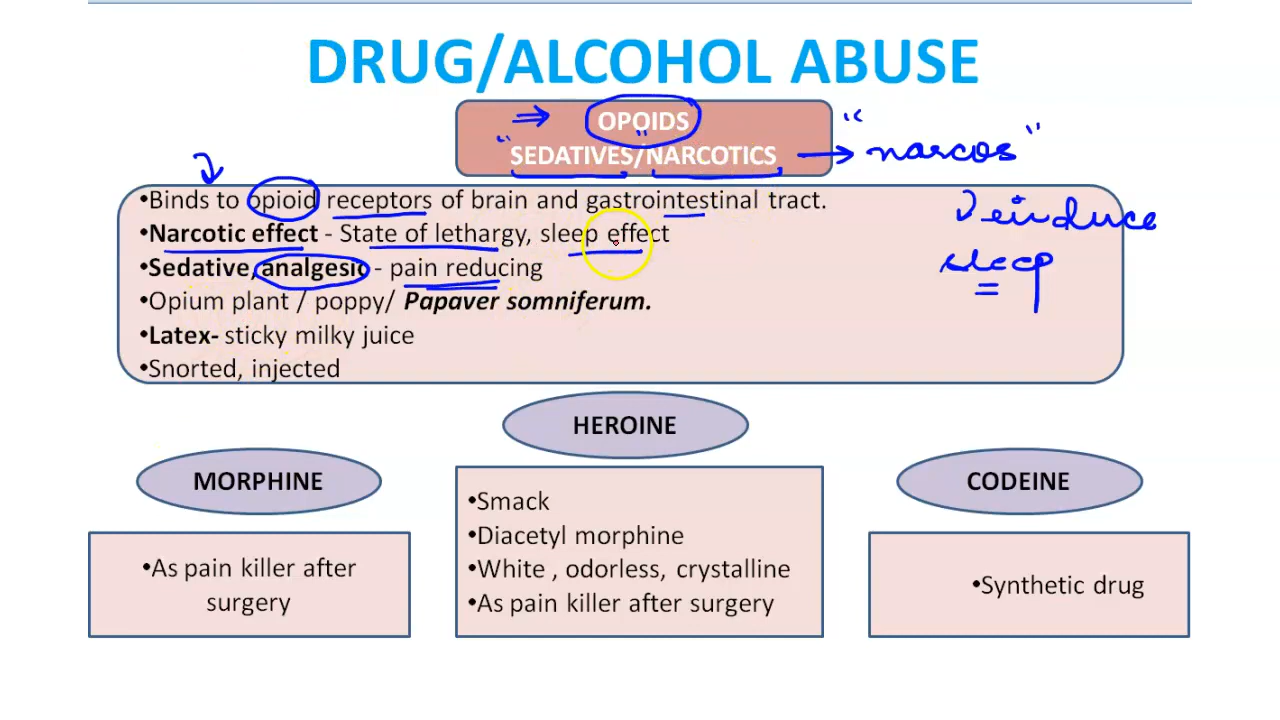 DRUG/ALCOHOL ABUSE
⇒ OPOIDS
"SEDATIVES"/NARCOTICS → "narcos"
induce
sleep
•Binds to opioid receptors of brain and gastrointestinal tract.
•Narcotic effect - State of lethargy, sleep effect
•Sedative, analgesic - pain reducing
•Opium plant / poppy/ Papaver somniferum.
•Latex- sticky milky juice
•Snorted, injected
HEROINE
MORPHINE
CODEINE
•As pain killer after
surgery
•Smack
•Diacetyl morphine
•White , odorless, crystalline
•As pain killer after surgery
•Synthetic drug